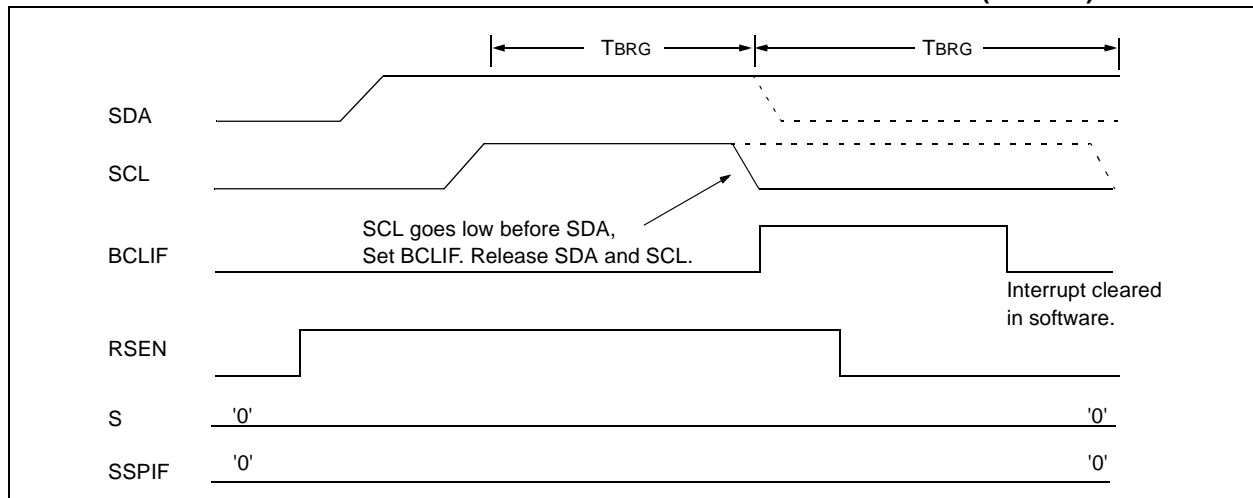 TBRG TBRG
SDA
SCL
SCL goes low before SDA,
Set BCLIF. Release SDA and SCL.
BCLIF
Interrupt cleared
in software.
RSEN
S '0' '0'
SSPIF '0' '0'